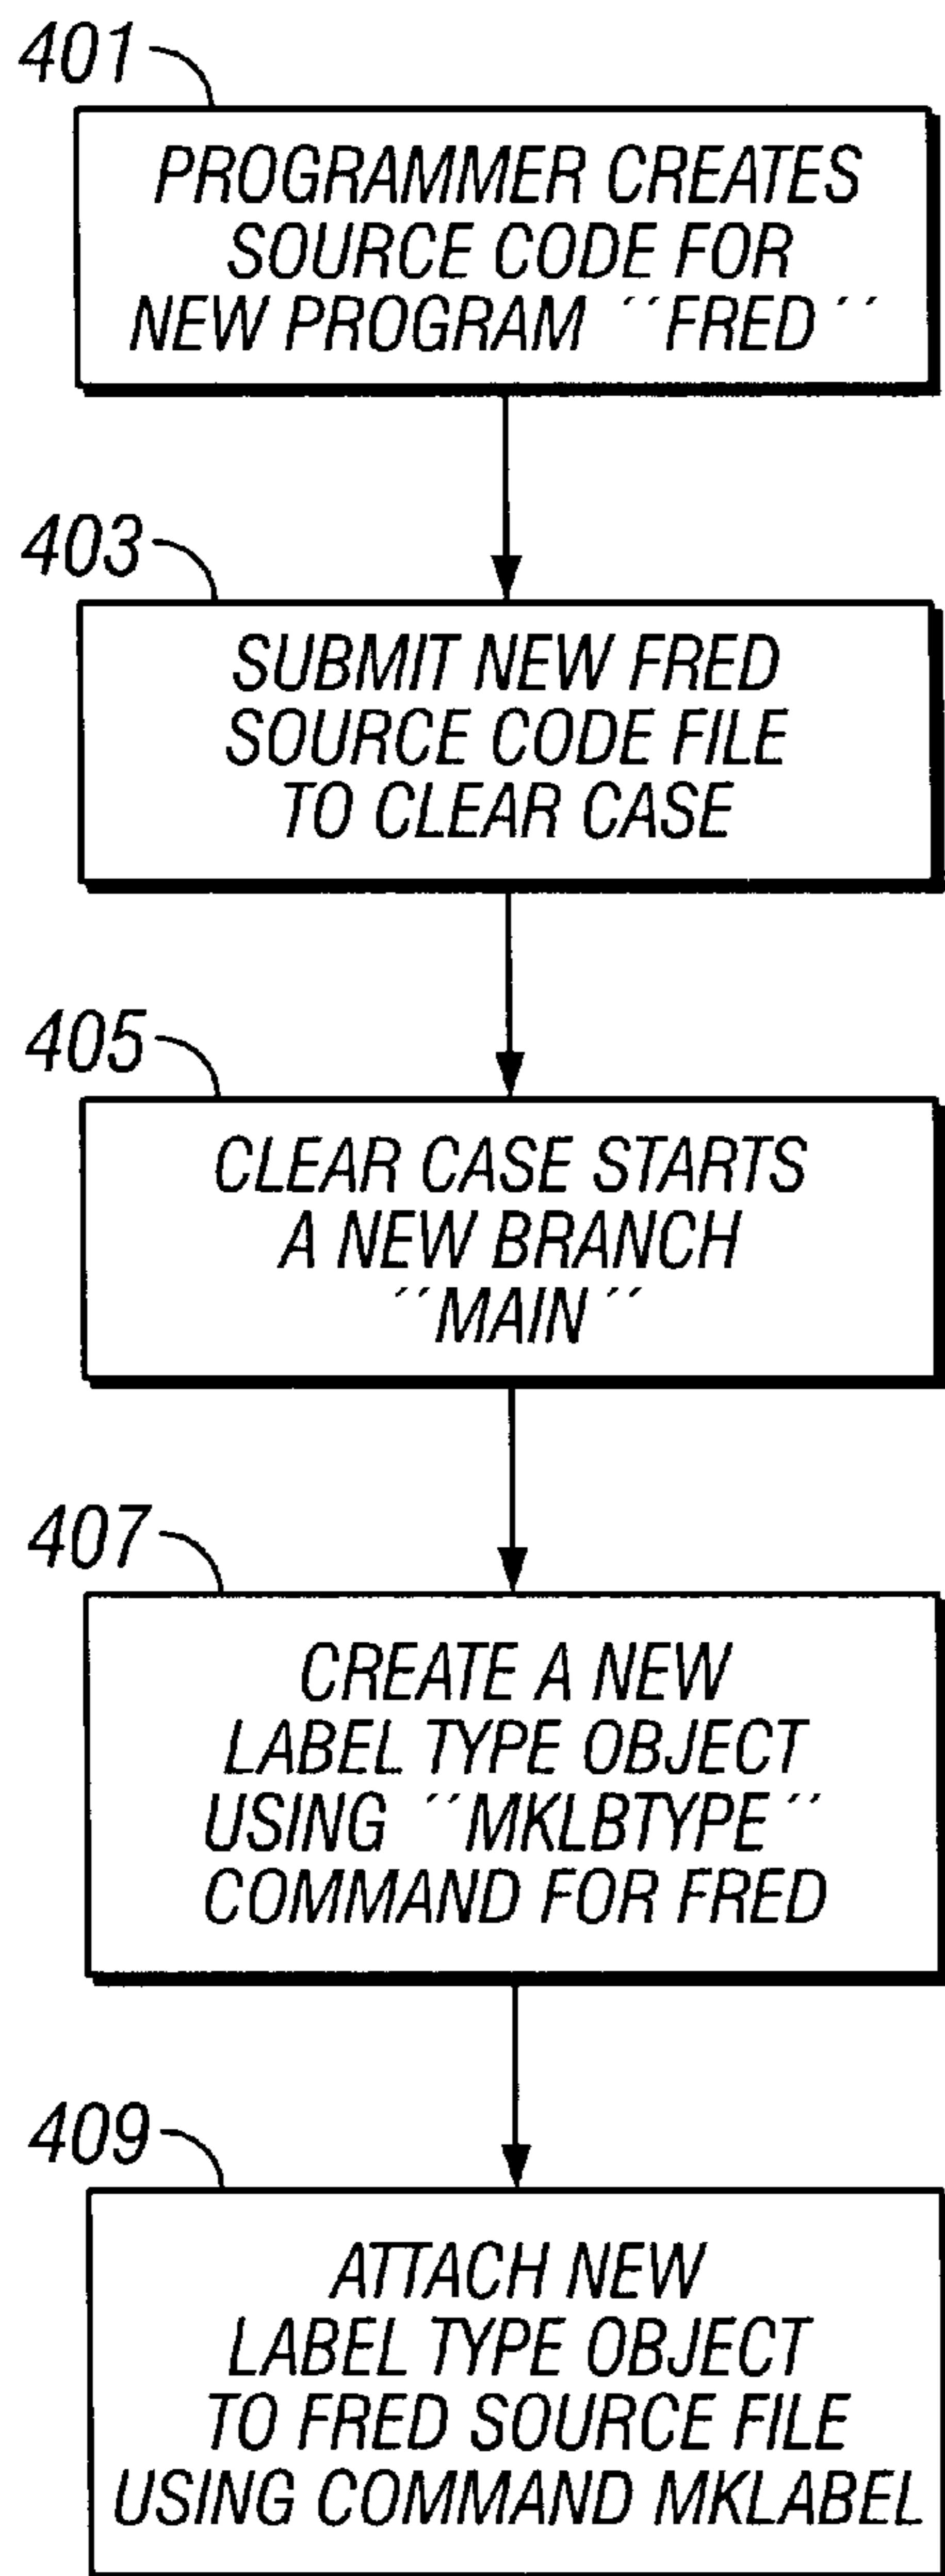 401
PROGRAMMER CREATES
SOURCE CODE FOR
NEW PROGRAM ´´FRED´´
403
SUBMIT NEW FRED
SOURCE CODE FILE
TO CLEAR CASE
405
CLEAR CASE STARTS
A NEW BRANCH
´´MAIN´´
407
CREATE A NEW
LABEL TYPE OBJECT
USING ´´MKLBTYPE´´
COMMAND FOR FRED
409
ATTACH NEW
LABEL TYPE OBJECT
TO FRED SOURCE FILE
USING COMMAND MKLABEL